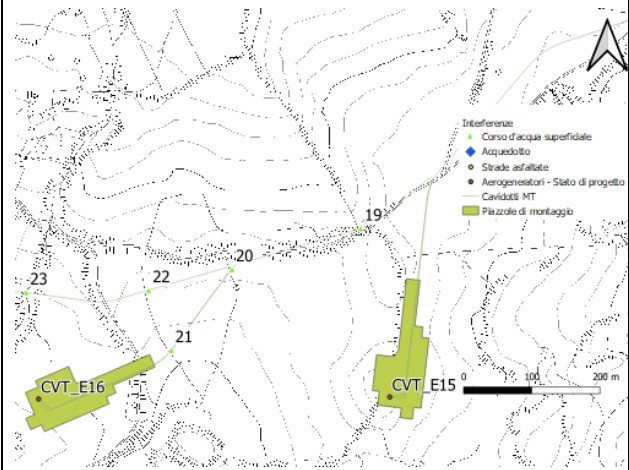 Interferenze
Corso d'acqua superficiale
Acquedotto
Strade asfaltate
Aerogeneratori - Stato di progetto
Cavidotti MT
Piazzole di montaggio
19
20
23
22
21
CVT_E16
CVT_E15
0 100 200 m